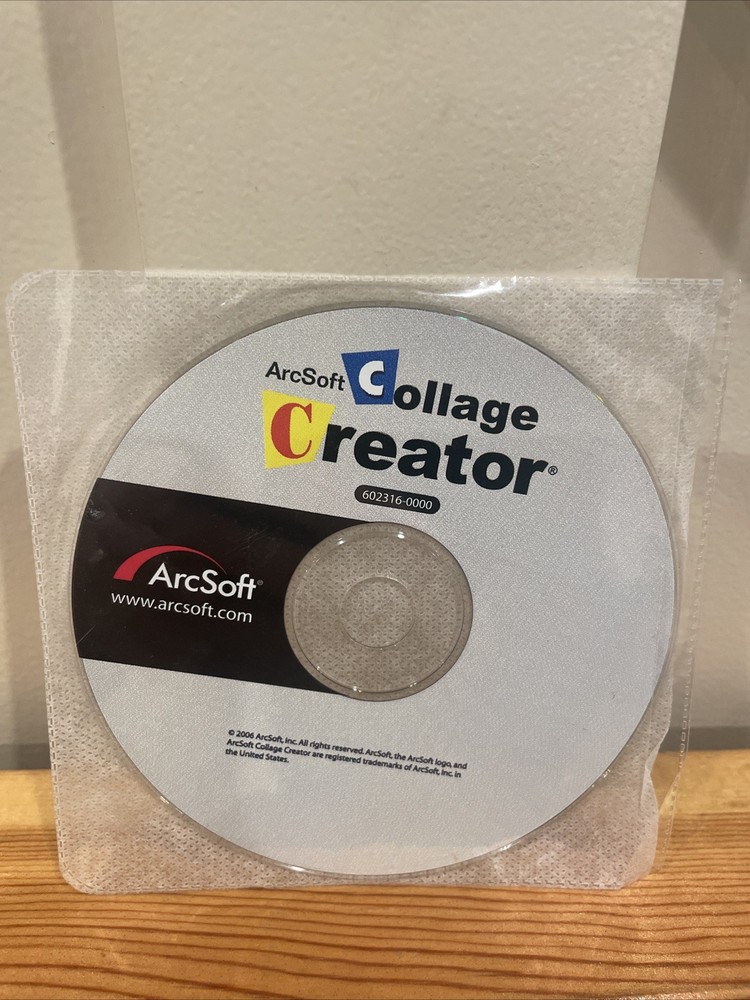 ArcSoft Collage
Creator®
602316-0000
ArcSoft®
www.arcsoft.com
© 2006 ArcSoft, Inc. All rights reserved. ArcSoft, the ArcSoft logo, and
ArcSoft Collage Creator are registered trademarks of ArcSoft, Inc. in
the United States.